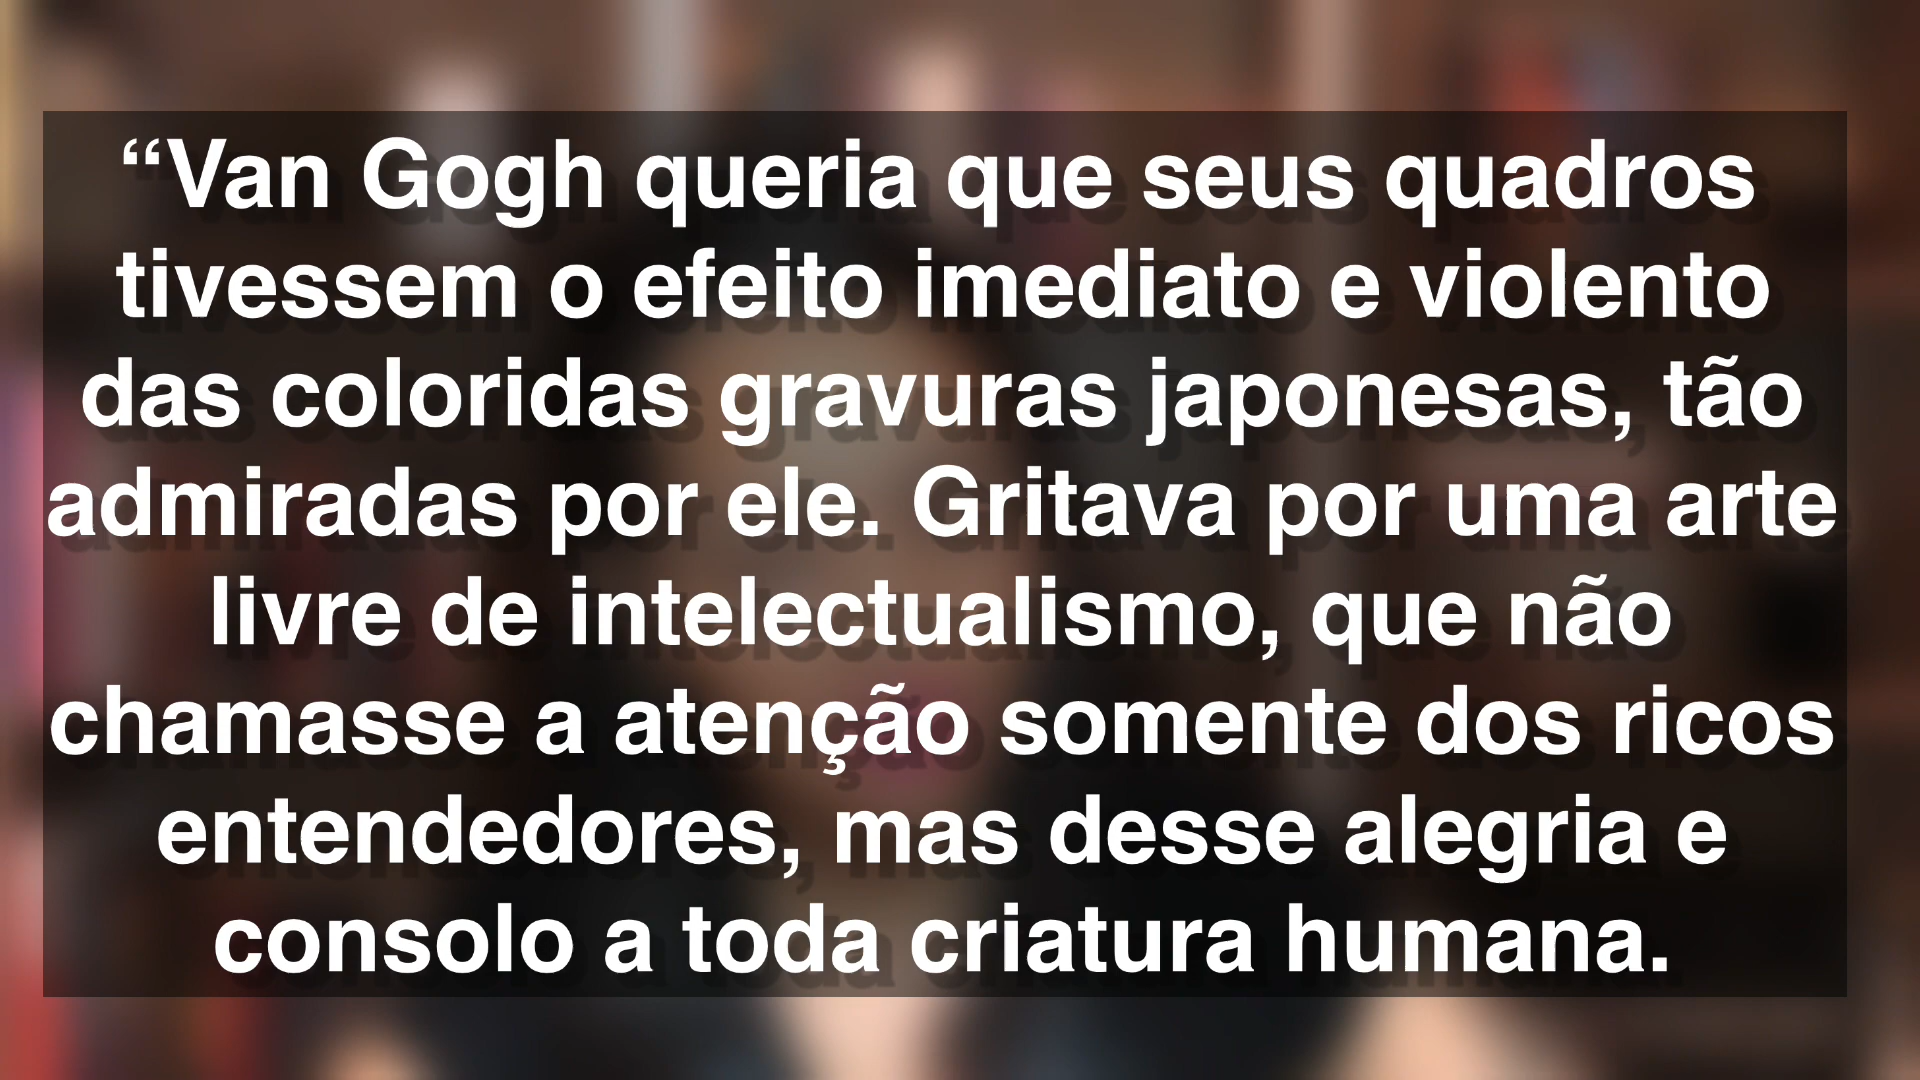 “Van Gogh queria que seus quadros
tivessem o efeito imediato e violento
das coloridas gravuras japonesas, tão
admiradas por ele. Gritava por uma arte
livre de intelectualismo, que não
chamasse a atenção somente dos ricos
entendedores, mas desse alegria e
consolo a toda criatura humana.